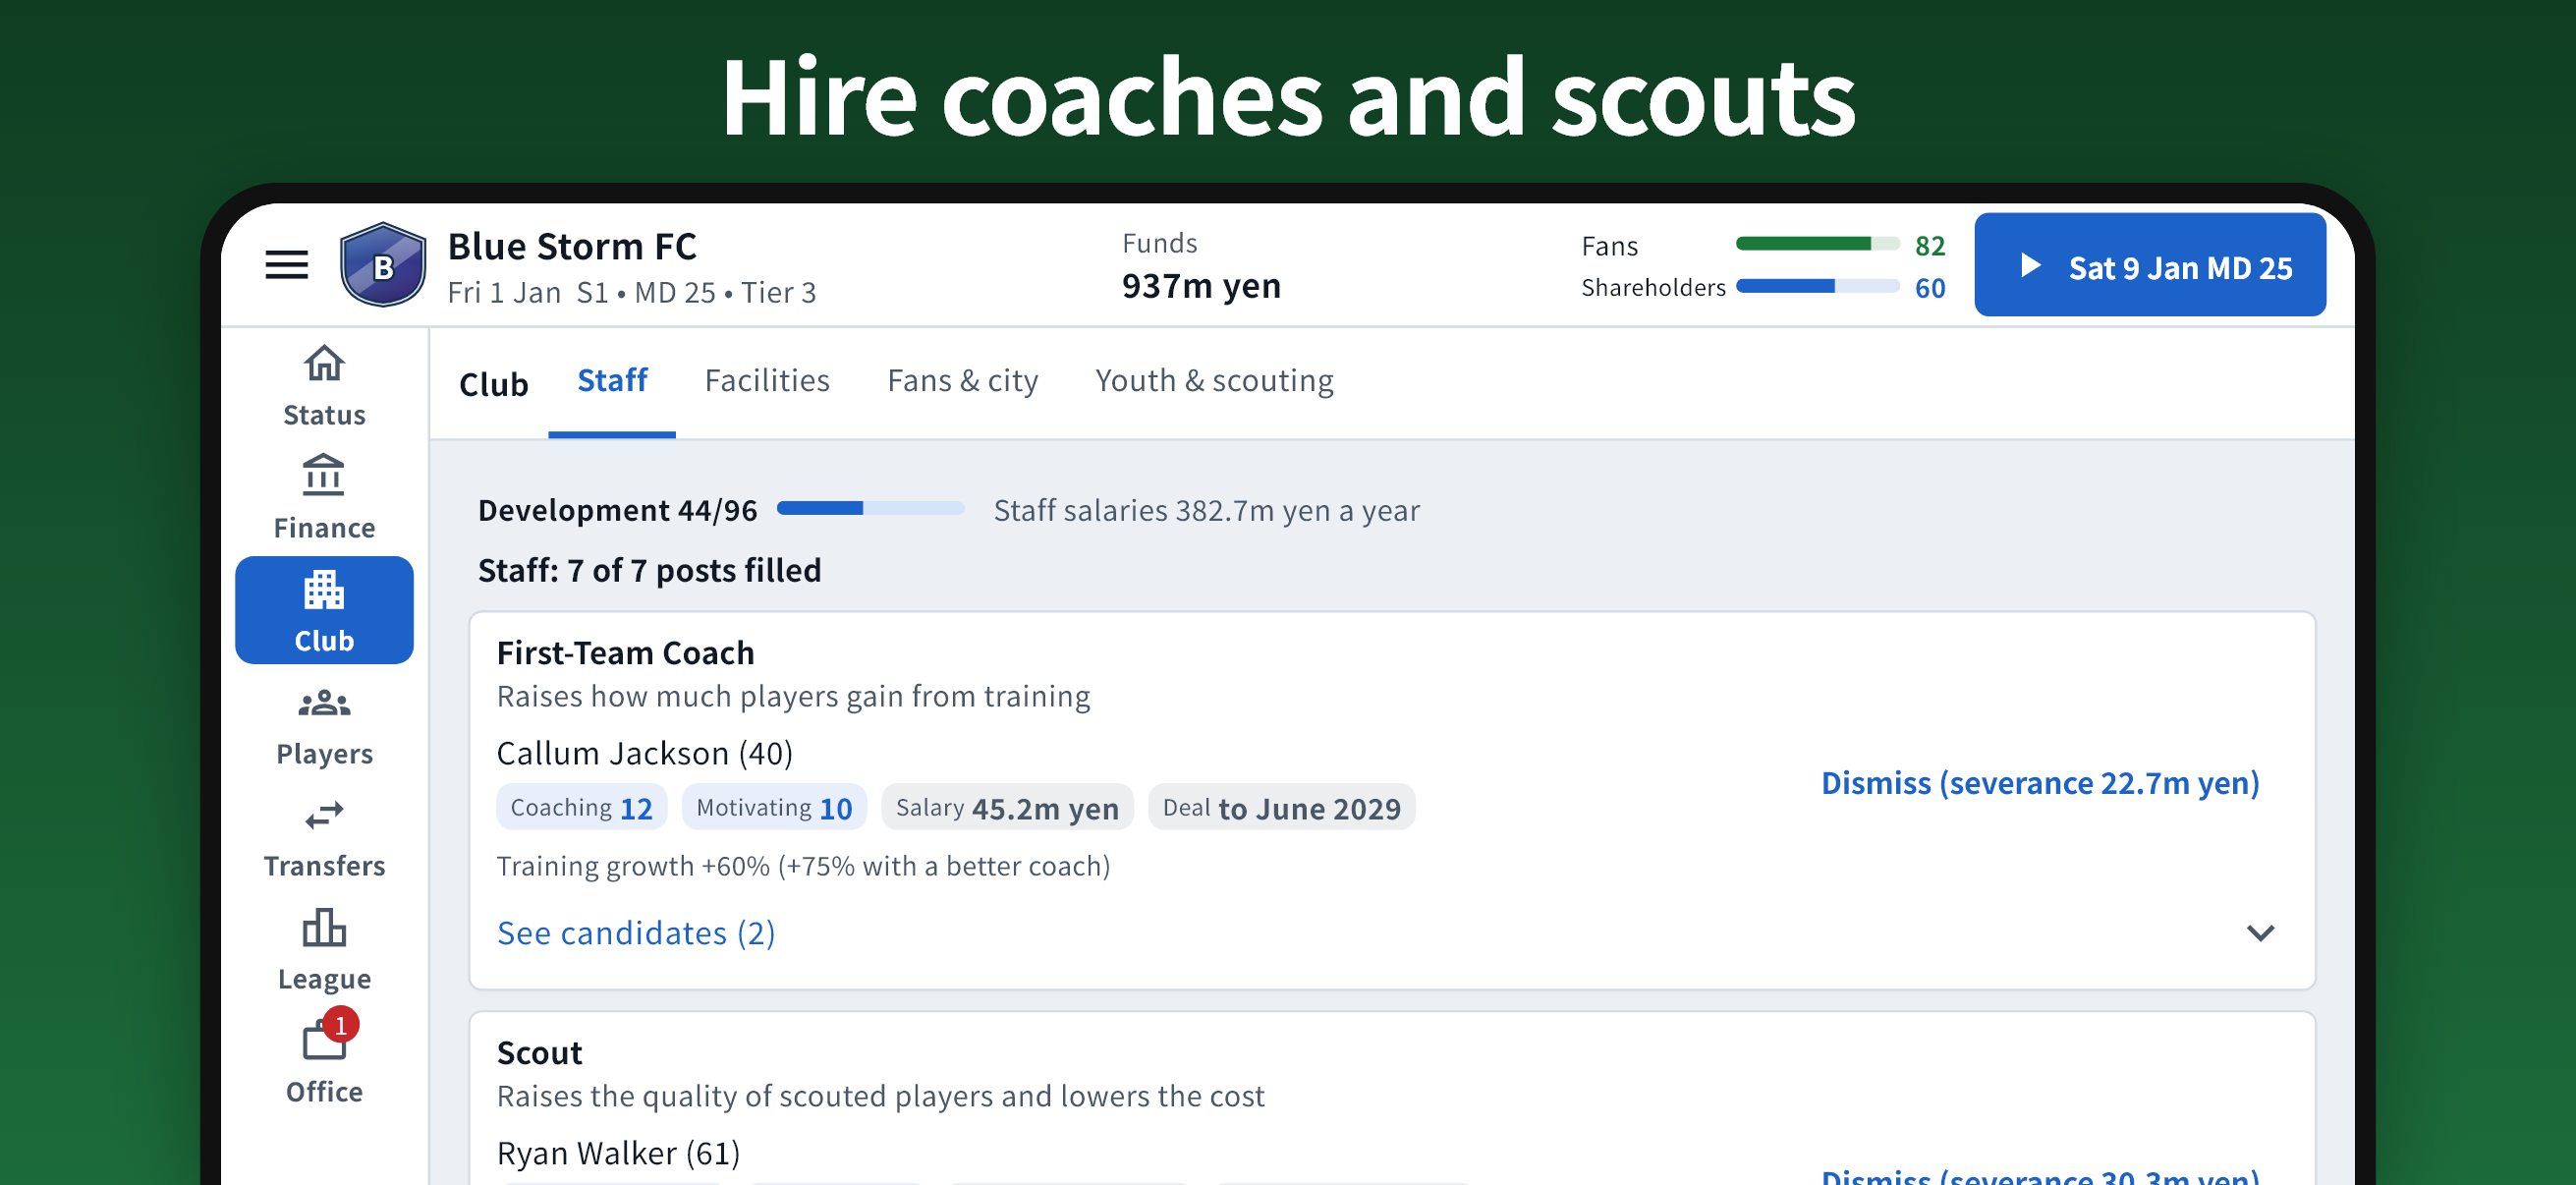 Hire coaches and scouts
B
Blue Storm FC
Fri 1 Jan S1 • MD 25 • Tier 3
Funds
937m yen
Fans 82
Shareholders 60
Sat 9 Jan MD 25
Status
Finance
Club
Players
Transfers
League
1
Office
Club Staff Facilities Fans & city Youth & scouting
Development 44/96 Staff salaries 382.7m yen a year
Staff: 7 of 7 posts filled
First-Team Coach
Raises how much players gain from training
Callum Jackson (40)
Coaching 12 Motivating 10 Salary 45.2m yen Deal to June 2029
Dismiss (severance 22.7m yen)
Training growth +60% (+75% with a better coach)
See candidates (2)
Scout
Raises the quality of scouted players and lowers the cost
Ryan Walker (61)
Dismiss (severance 30.3m yen)